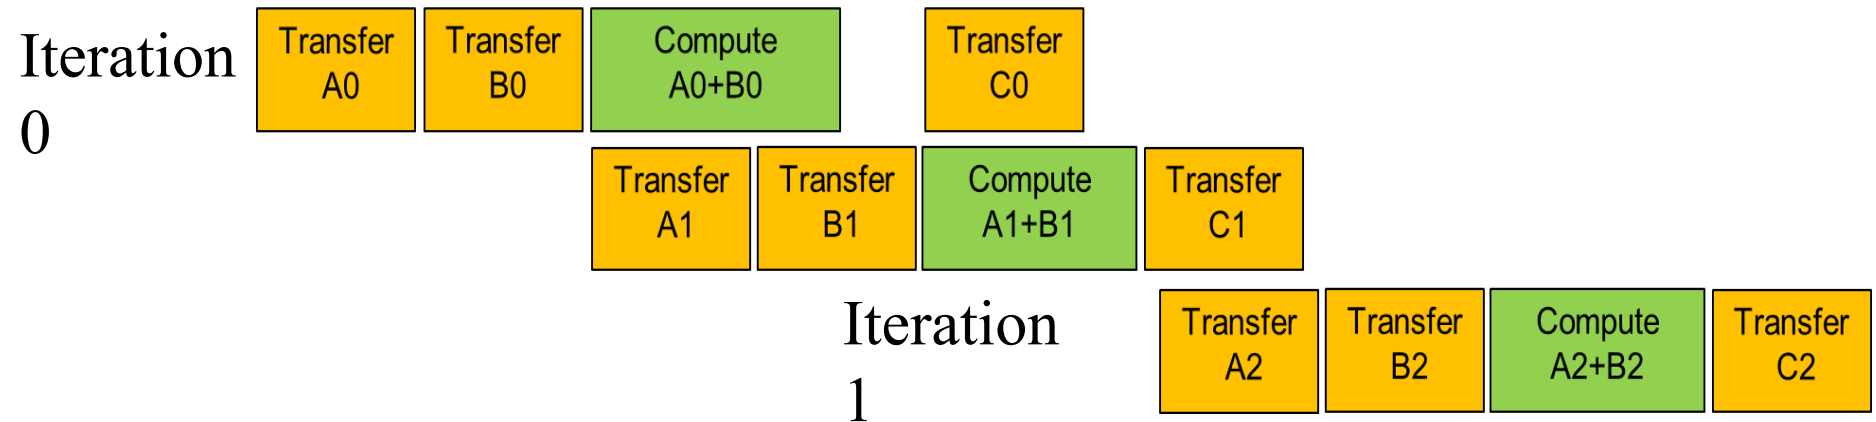 Iteration
0
Transfer
A0
Transfer
B0
Compute
A0+B0
Transfer
C0
Transfer
A1
Transfer
B1
Compute
A1+B1
Transfer
C1
Iteration
1
Transfer
A2
Transfer
B2
Compute
A2+B2
Transfer
C2